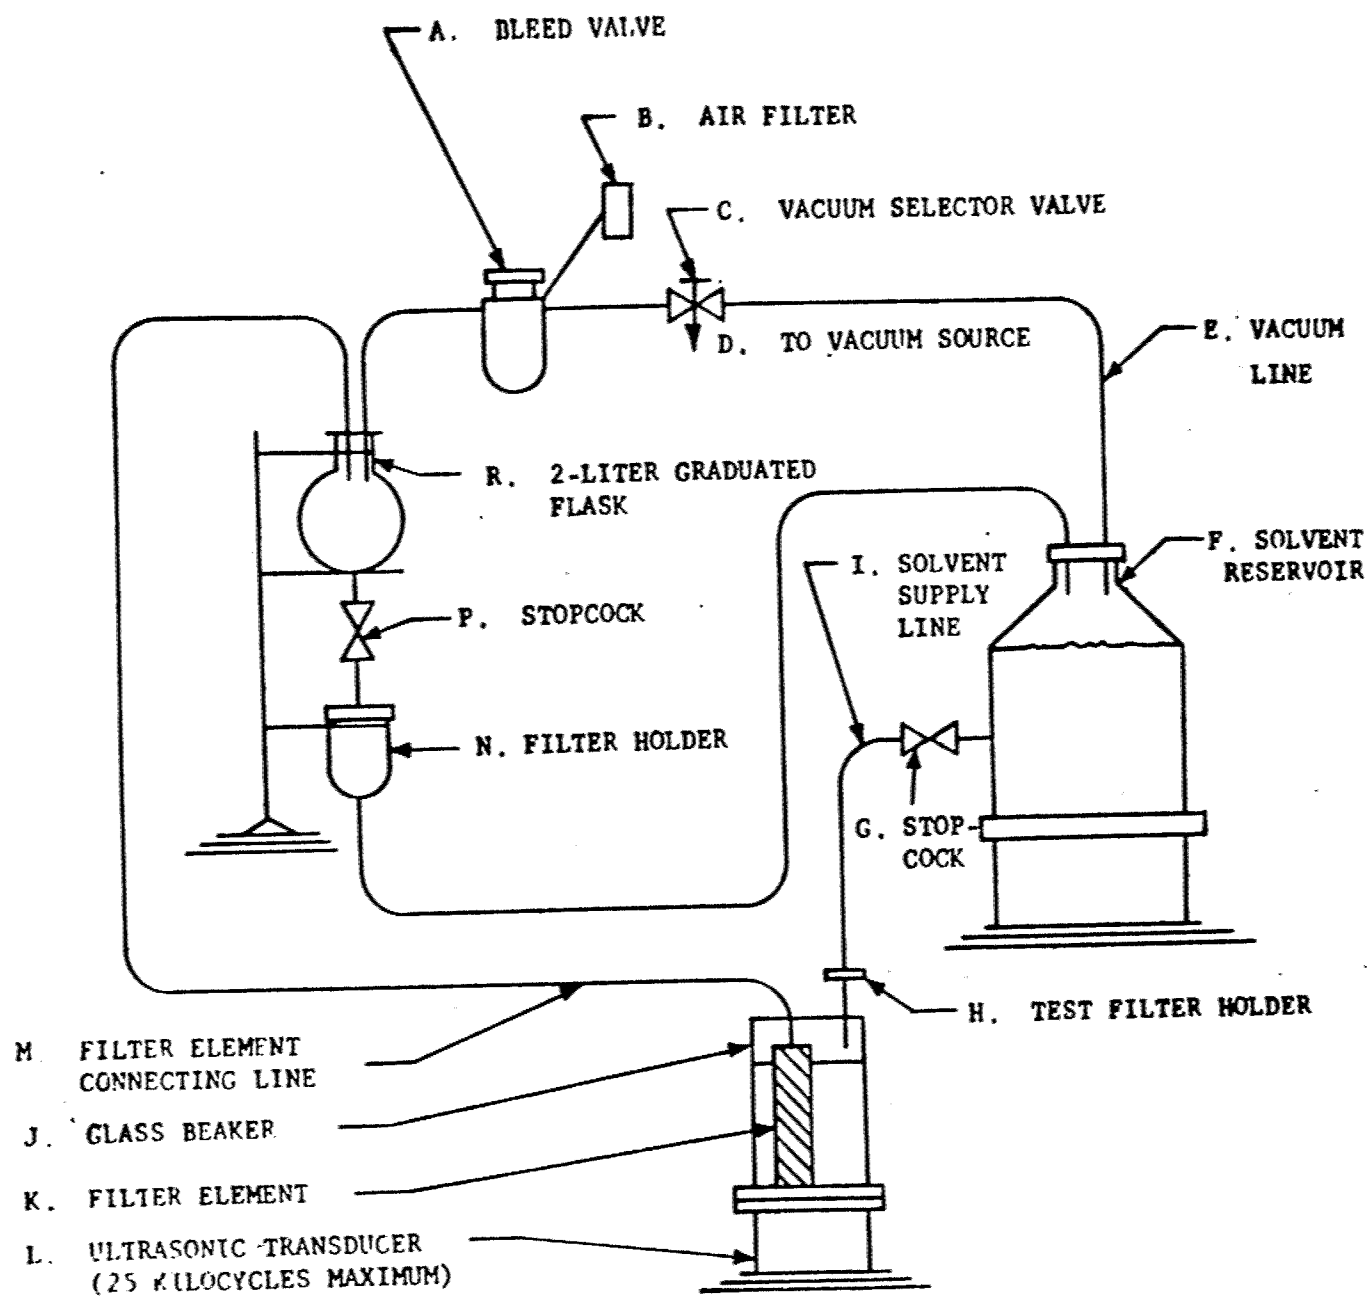 A. BLEED VALVE
B. AIR FILTER
C. VACUUM SELECTOR VALVE
D. TO VACUUM SOURCE
E. VACUUM
LINE
R. 2-LITER GRADUATED
FLASK
F. SOLVENT
RESERVOIR
I. SOLVENT
SUPPLY
LINE
P. STOPCOCK
N. FILTER HOLDER
G. STOP-
COCK
H. TEST FILTER HOLDER
M FILTER ELEMENT
CONNECTING LINE
J. GLASS BEAKER
K. FILTER ELEMENT
L. ULTRASONIC TRANSDUCER
(25 KILOCYCLES MAXIMUM)